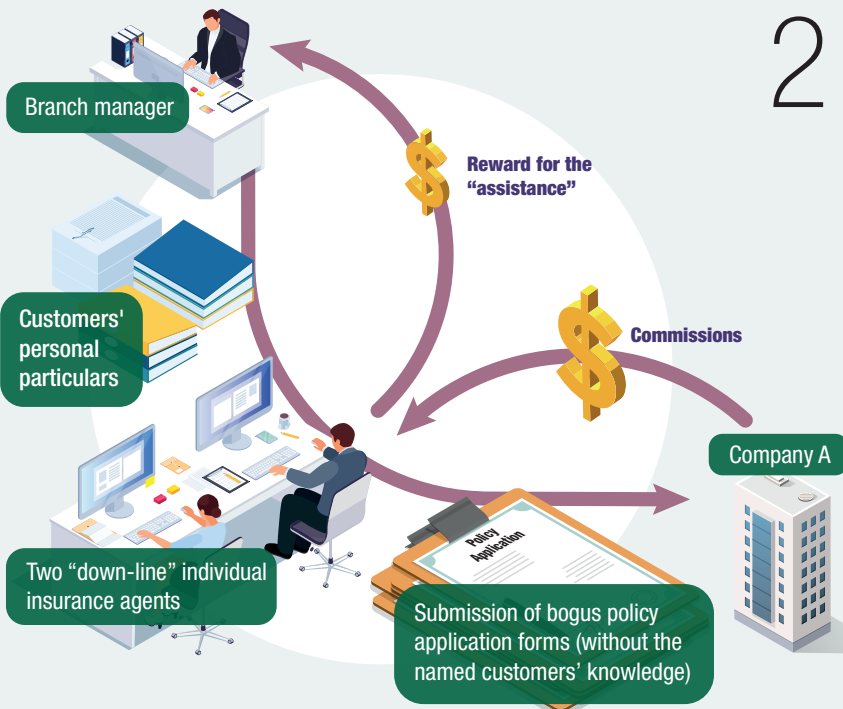 2
Branch manager
Reward for the
“assistance”
Customers'
personal
particulars
Commissions
Company A
Policy
Application
Two “down-line” individual
insurance agents
Submission of bogus policy
application forms (without the
named customers’ knowledge)